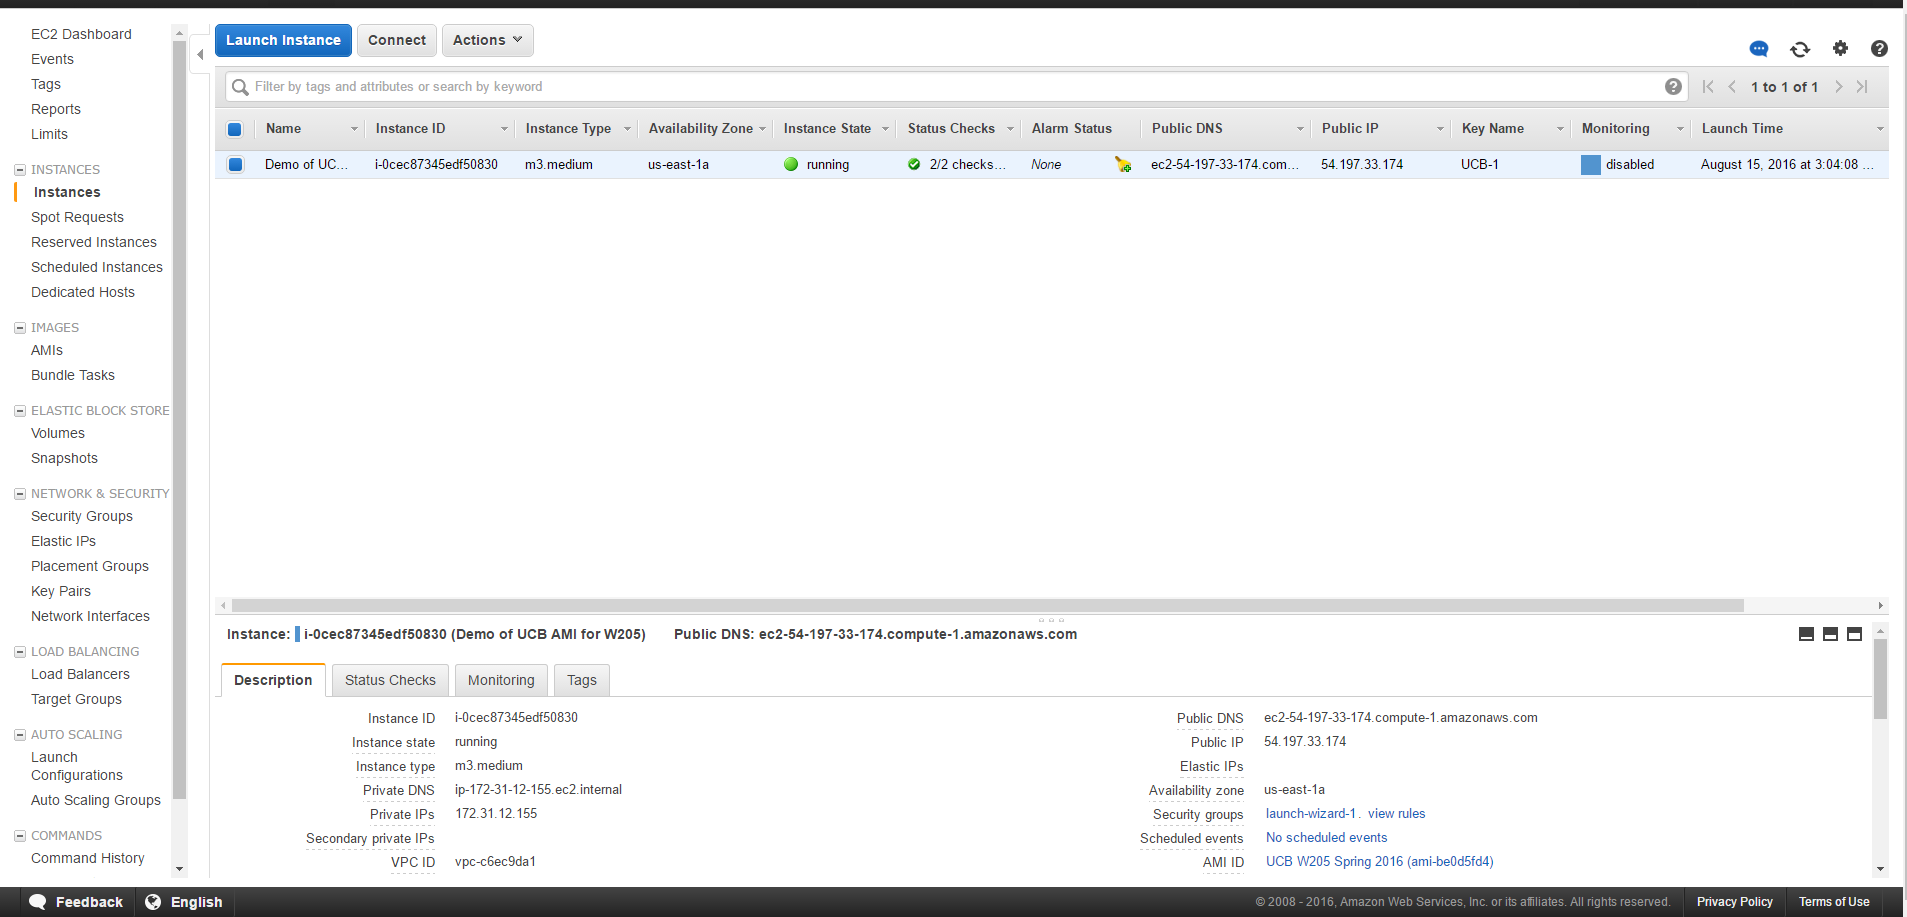 EC2 Dashboard
Events
Tags
Reports
Limits
INSTANCES
Instances
Spot Requests
Reserved Instances
Scheduled Instances
Dedicated Hosts
IMAGES
AMIs
Bundle Tasks
ELASTIC BLOCK STORE
Volumes
Snapshots
NETWORK & SECURITY
Security Groups
Elastic IPs
Placement Groups
Key Pairs
Network Interfaces
LOAD BALANCING
Load Balancers
Target Groups
AUTO SCALING
Launch
Configurations
Auto Scaling Groups
COMMANDS
Command History
Launch Instance Connect Actions
Filter by tags and attributes or search by keyword
1 to 1 of 1
Name Instance ID Instance Type Availability Zone Instance State Status Checks Alarm Status Public DNS Public IP Key Name Monitoring Launch Time
Demo of UC... i-0cec87345edf50830 m3.medium us-east-1a running 2/2 checks... None ec2-54-197-33-174.com... 54.197.33.174 UCB-1 disabled August 15, 2016 at 3:04:08 ...
Instance: i-0cec87345edf50830 (Demo of UCB AMI for W205) Public DNS: ec2-54-197-33-174.compute-1.amazonaws.com
Description Status Checks Monitoring Tags
Instance ID i-0cec87345edf50830
Instance state running
Instance type m3.medium
Private DNS ip-172-31-12-155.ec2.internal
Private IPs 172.31.12.155
Secondary private IPs
VPC ID vpc-c6ec9da1
Public DNS ec2-54-197-33-174.compute-1.amazonaws.com
Public IP 54.197.33.174
Elastic IPs
Availability zone us-east-1a
Security groups launch-wizard-1. view rules
Scheduled events No scheduled events
AMI ID UCB W205 Spring 2016 (ami-be0d5fd4)
Feedback English © 2008 - 2016, Amazon Web Services, Inc. or its affiliates. All rights reserved. Privacy Policy Terms of Use